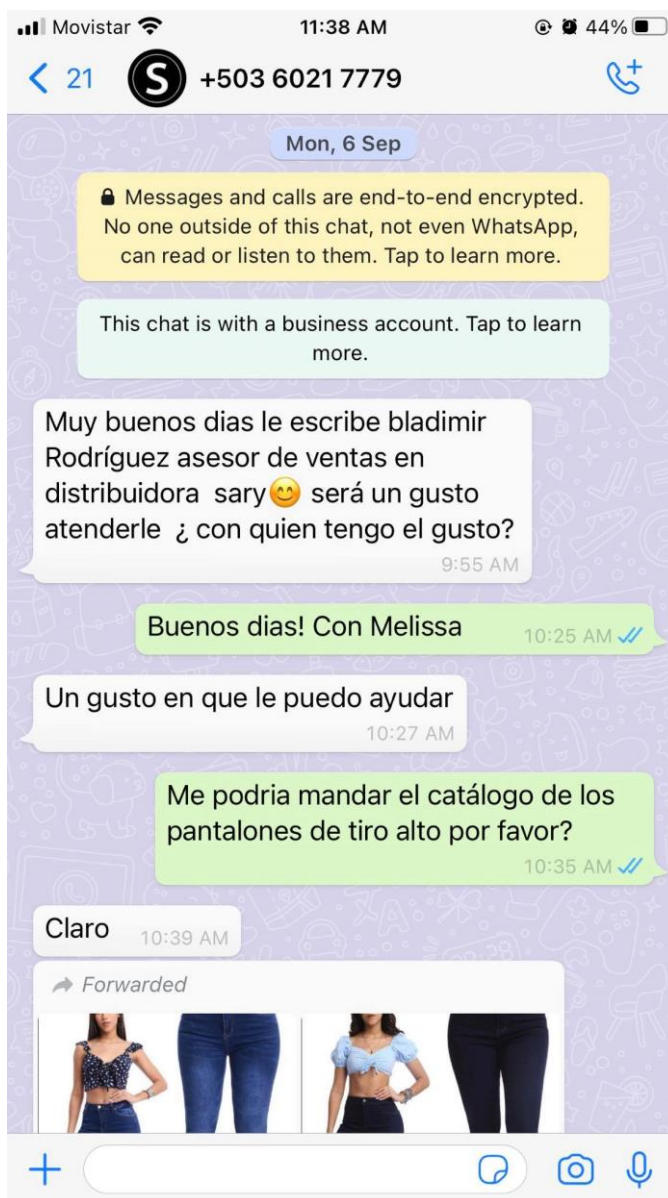 Movistar 11:38 AM 44%
21 S +503 6021 7779
Mon, 6 Sep
Messages and calls are end-to-end encrypted.
No one outside of this chat, not even WhatsApp,
can read or listen to them. Tap to learn more.
This chat is with a business account. Tap to learn
more.
Muy buenos dias le escribe bladimir
Rodríguez asesor de ventas en
distribuidora sary😊 será un gusto
atenderle ¿ con quien tengo el gusto?
9:55 AM
Buenos dias! Con Melissa 10:25 AM
Un gusto en que le puedo ayudar
10:27 AM
Me podria mandar el catálogo de los
pantalones de tiro alto por favor?
10:35 AM
Claro 10:39 AM
Forwarded